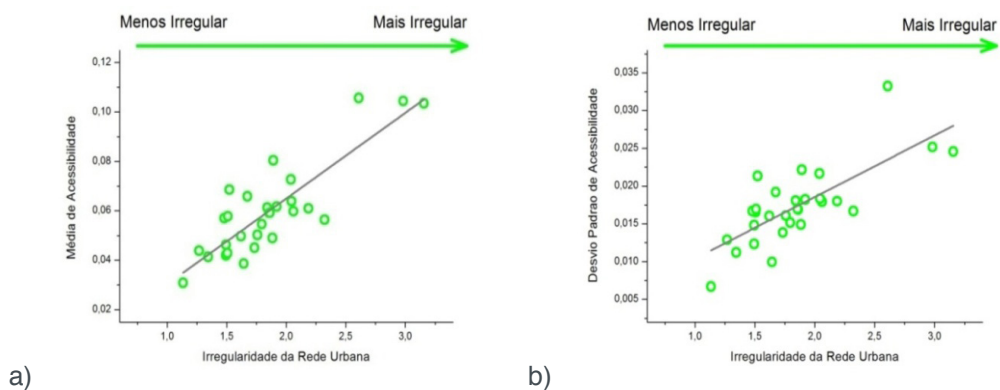 Menos Irregular
Mais Irregular
0,12
0,10
0,08
0,06
0,04
0,02
Média de Acessibilidade
1,0 1,5 2,0 2,5 3,0
Irregularidade da Rede Urbana
a)
Menos Irregular
Mais Irregular
0,035
0,030
0,025
0,020
0,015
0,010
0,005
Desvio Padrao de Acessibilidade
1,0 1,5 2,0 2,5 3,0
Irregularidade da Rede Urbana
b)